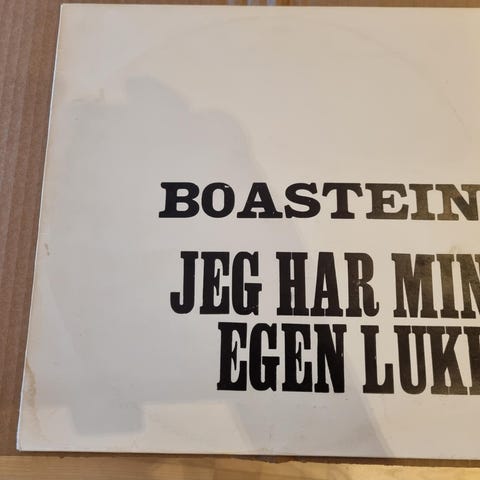 BOASTEIN
JEG HAR MIN
EGEN LUK